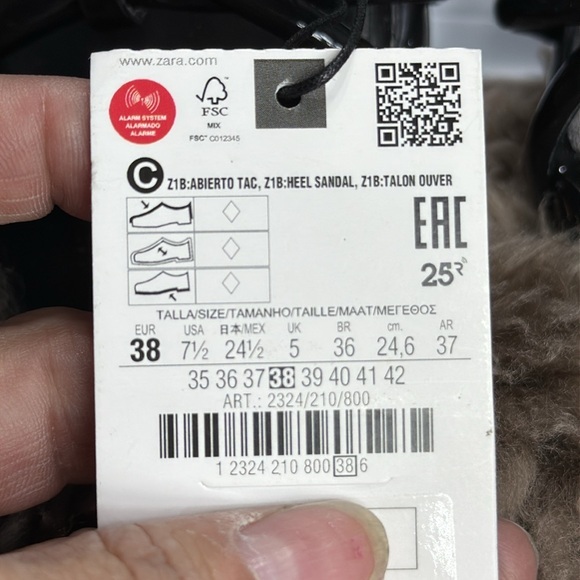 www.zara.com
ALARM SYSTEM
ALARMADO
ALARME
FSC
MIX
FSC® C012345
C Z1B:ABIERTO TAC, Z1B:HEEL SANDAL, Z1B:TALON OUVER
EAC
25R
TALLA/SIZE/TAMANHO/TAILLE/MAAT/ΜΕΓΕΘΟΣ
EUR USA 日本/MEX UK BR cm. AR
38 7½ 24½ 5 36 24,6 37
35 36 37 38 39 40 41 42
ART.: 2324/210/800
1 2324 210 800 38 6